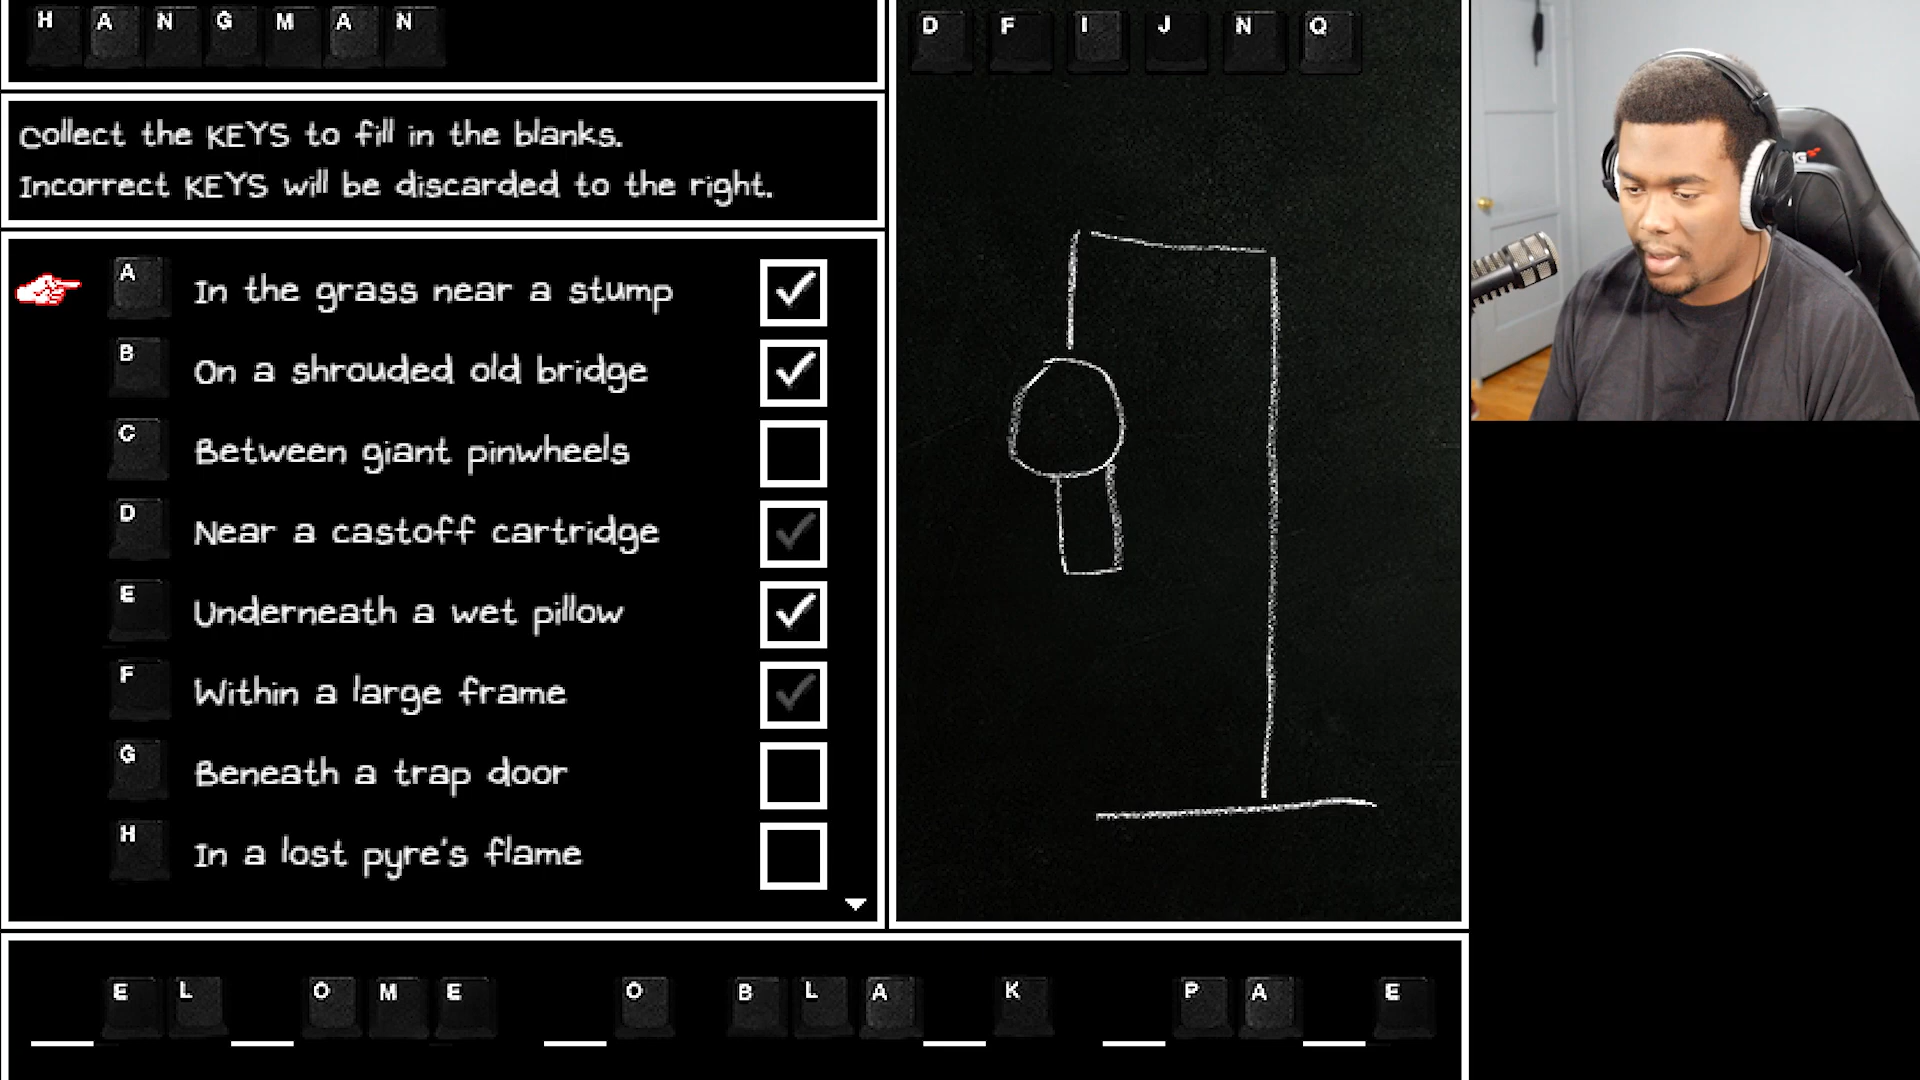 H A N G M A N
D F I J N Q
Collect the KEYS to fill in the blanks.
Incorrect KEYS will be discarded to the right.
A In the grass near a stump
B On a shrouded old bridge
C Between giant pinwheels
D Near a castoff cartridge
E Underneath a wet pillow
F Within a large frame
G Beneath a trap door
H In a lost pyre's flame
_ E L _ O M E _ O B L A _ K _ P A _ E